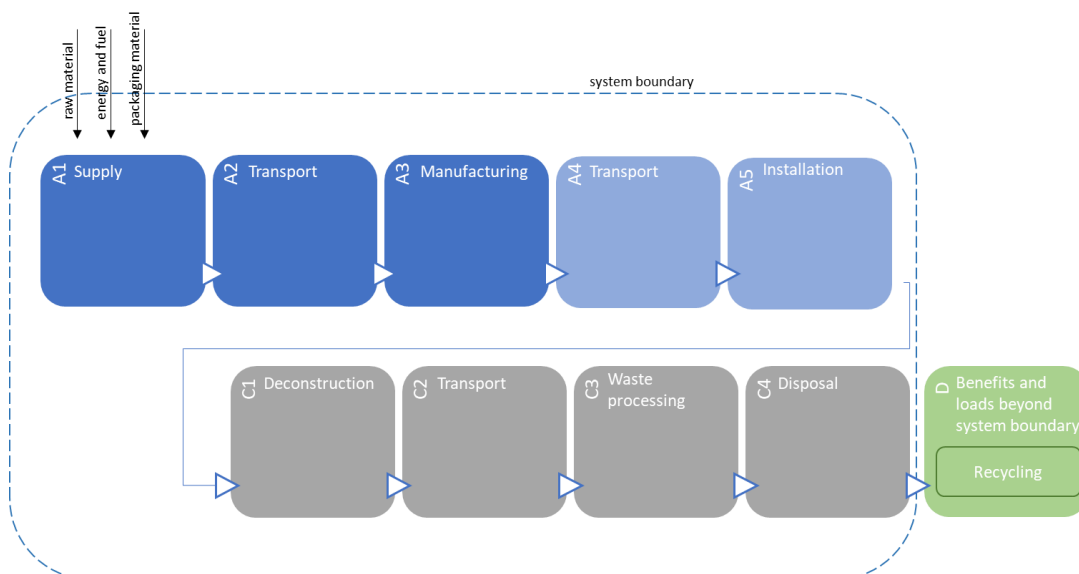 raw material
energy and fuel
packaging material
system boundary
A1 Supply
A2 Transport
A3 Manufacturing
A4 Transport
A5 Installation
C1 Deconstruction
C2 Transport
C3 Waste
processing
C4 Disposal
D Benefits and
loads beyond
system boundary
Recycling